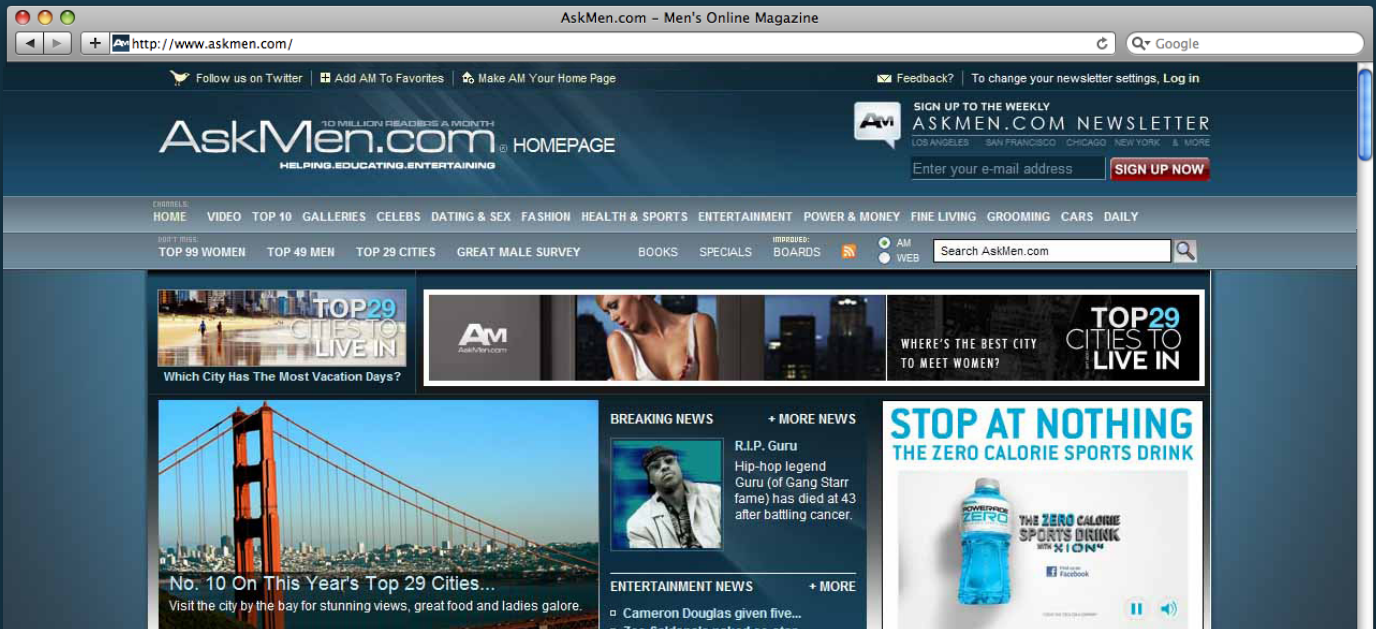 AskMen.com – Men's Online Magazine
http://www.askmen.com/
Google
Follow us on Twitter
Add AM To Favorites
Make AM Your Home Page
Feedback?
To change your newsletter settings, Log in
10 MILLION READERS A MONTH
AskMen.com® HOMEPAGE
HELPING.EDUCATING.ENTERTAINING
AM
SIGN UP TO THE WEEKLY
ASKMEN.COM NEWSLETTER
LOS ANGELES SAN FRANCISCO CHICAGO NEW YORK & MORE
Enter your e-mail address
SIGN UP NOW
CHANNELS:
HOME VIDEO TOP 10 GALLERIES CELEBS DATING & SEX FASHION HEALTH & SPORTS ENTERTAINMENT POWER & MONEY FINE LIVING GROOMING CARS DAILY
DON'T MISS:
TOP 99 WOMEN TOP 49 MEN TOP 29 CITIES GREAT MALE SURVEY
BOOKS SPECIALS
IMPROVED:
BOARDS
AM
WEB
Search AskMen.com
TOP29
CITIES TO
LIVE IN
Which City Has The Most Vacation Days?
AM
AskMen.com
WHERE'S THE BEST CITY
TO MEET WOMEN?
TOP29
CITIES TO
LIVE IN
No. 10 On This Year's Top 29 Cities...
Visit the city by the bay for stunning views, great food and ladies galore.
BREAKING NEWS + MORE NEWS
R.I.P. Guru
Hip-hop legend
Guru (of Gang Starr
fame) has died at 43
after battling cancer.
ENTERTAINMENT NEWS + MORE
Cameron Douglas given five...
STOP AT NOTHING
THE ZERO CALORIE SPORTS DRINK
POWERADE
ZERO
THE ZERO CALORIE
SPORTS DRINK
WITH XION4
Facebook